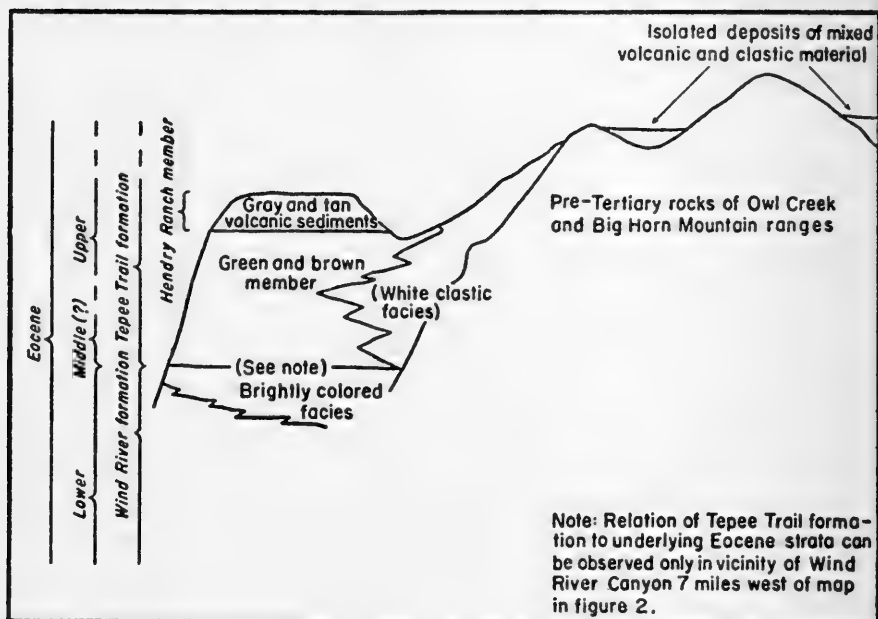 Isolated deposits of mixed
volcanic and clastic material
Eocene
Lower Middle (?) Upper
Wind River formation Tepee Trail formation
Hendry Ranch member
Gray and tan
volcanic sediments
Green and brown
member
(White clastic
facies)
(See note)
Brightly colored
facies
Pre-Tertiary rocks of Owl Creek
and Big Horn Mountain ranges
Note: Relation of Tepee Trail forma-
tion to underlying Eocene strata can
be observed only in vicinity of Wind
River Canyon 7 miles west of map
in figure 2.